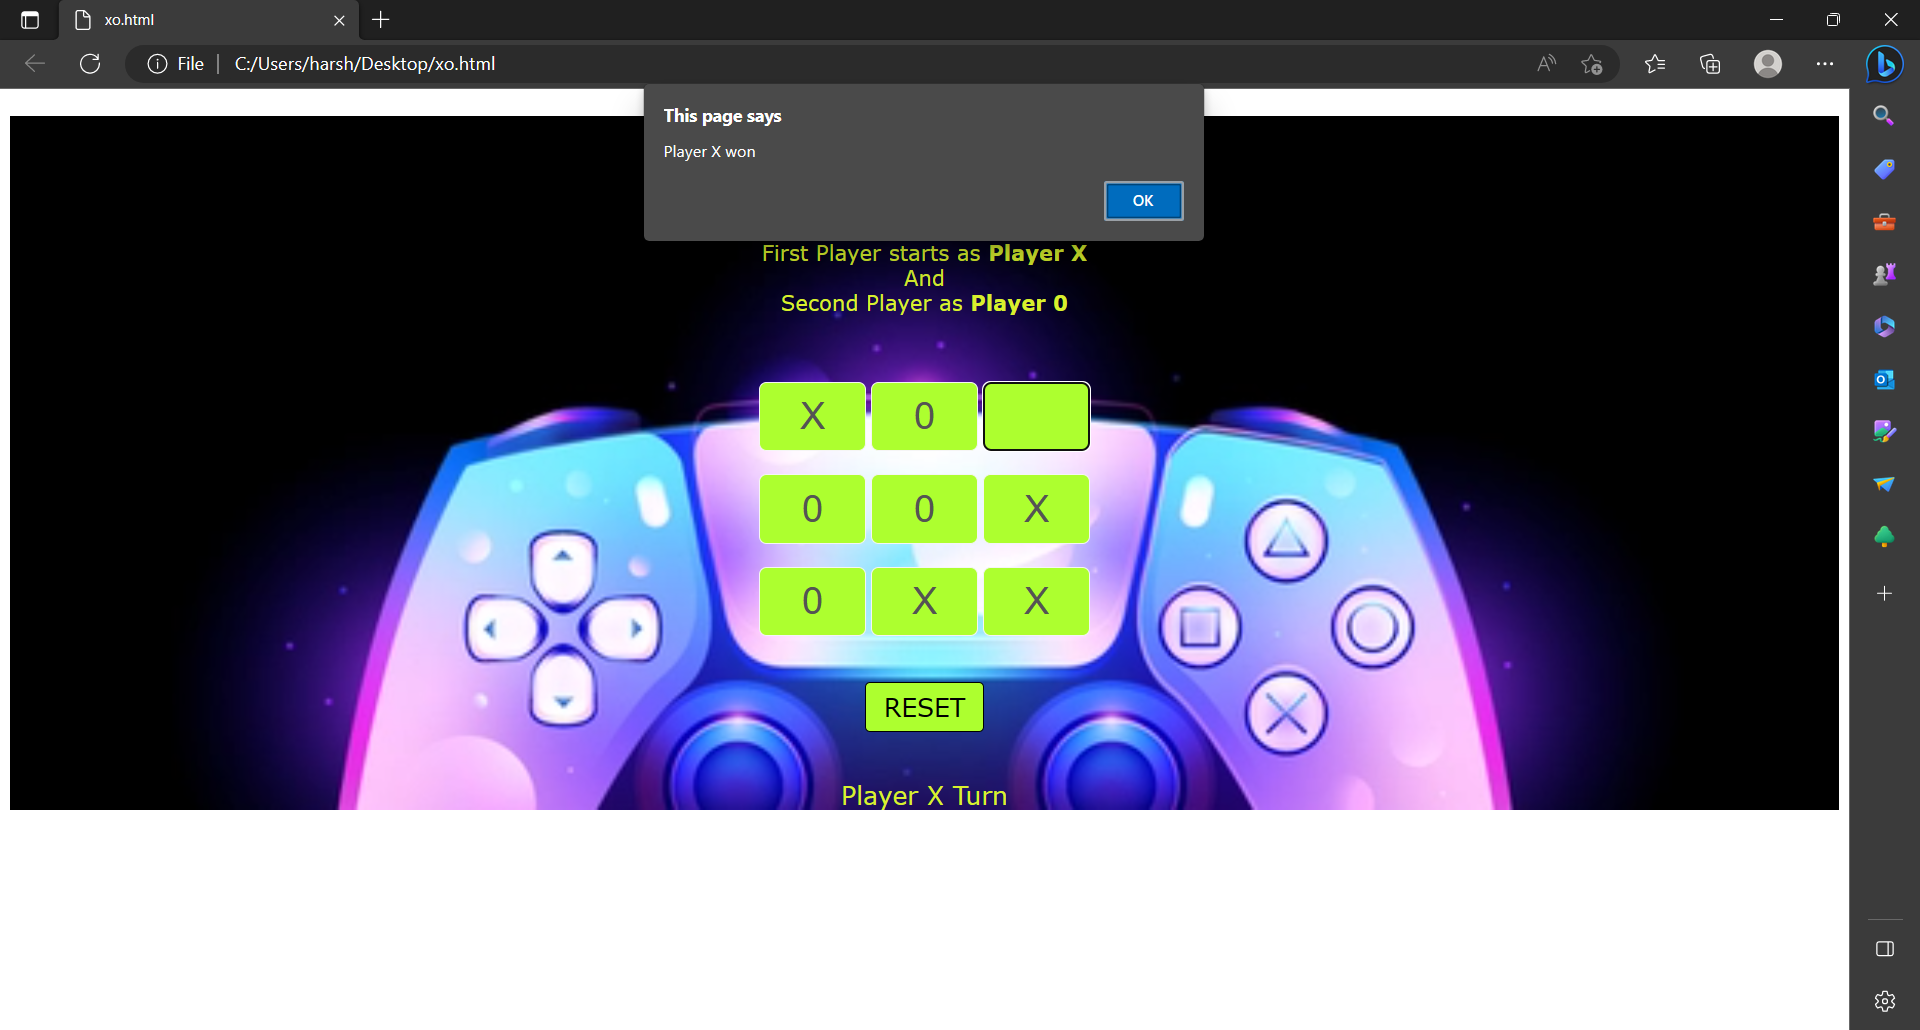 xo.html
File
C:/Users/harsh/Desktop/xo.html
This page says
Player X won
OK
First Player starts as Player X
And
Second Player as Player 0
X 0
0 0 X
0 X X
RESET
Player X Turn